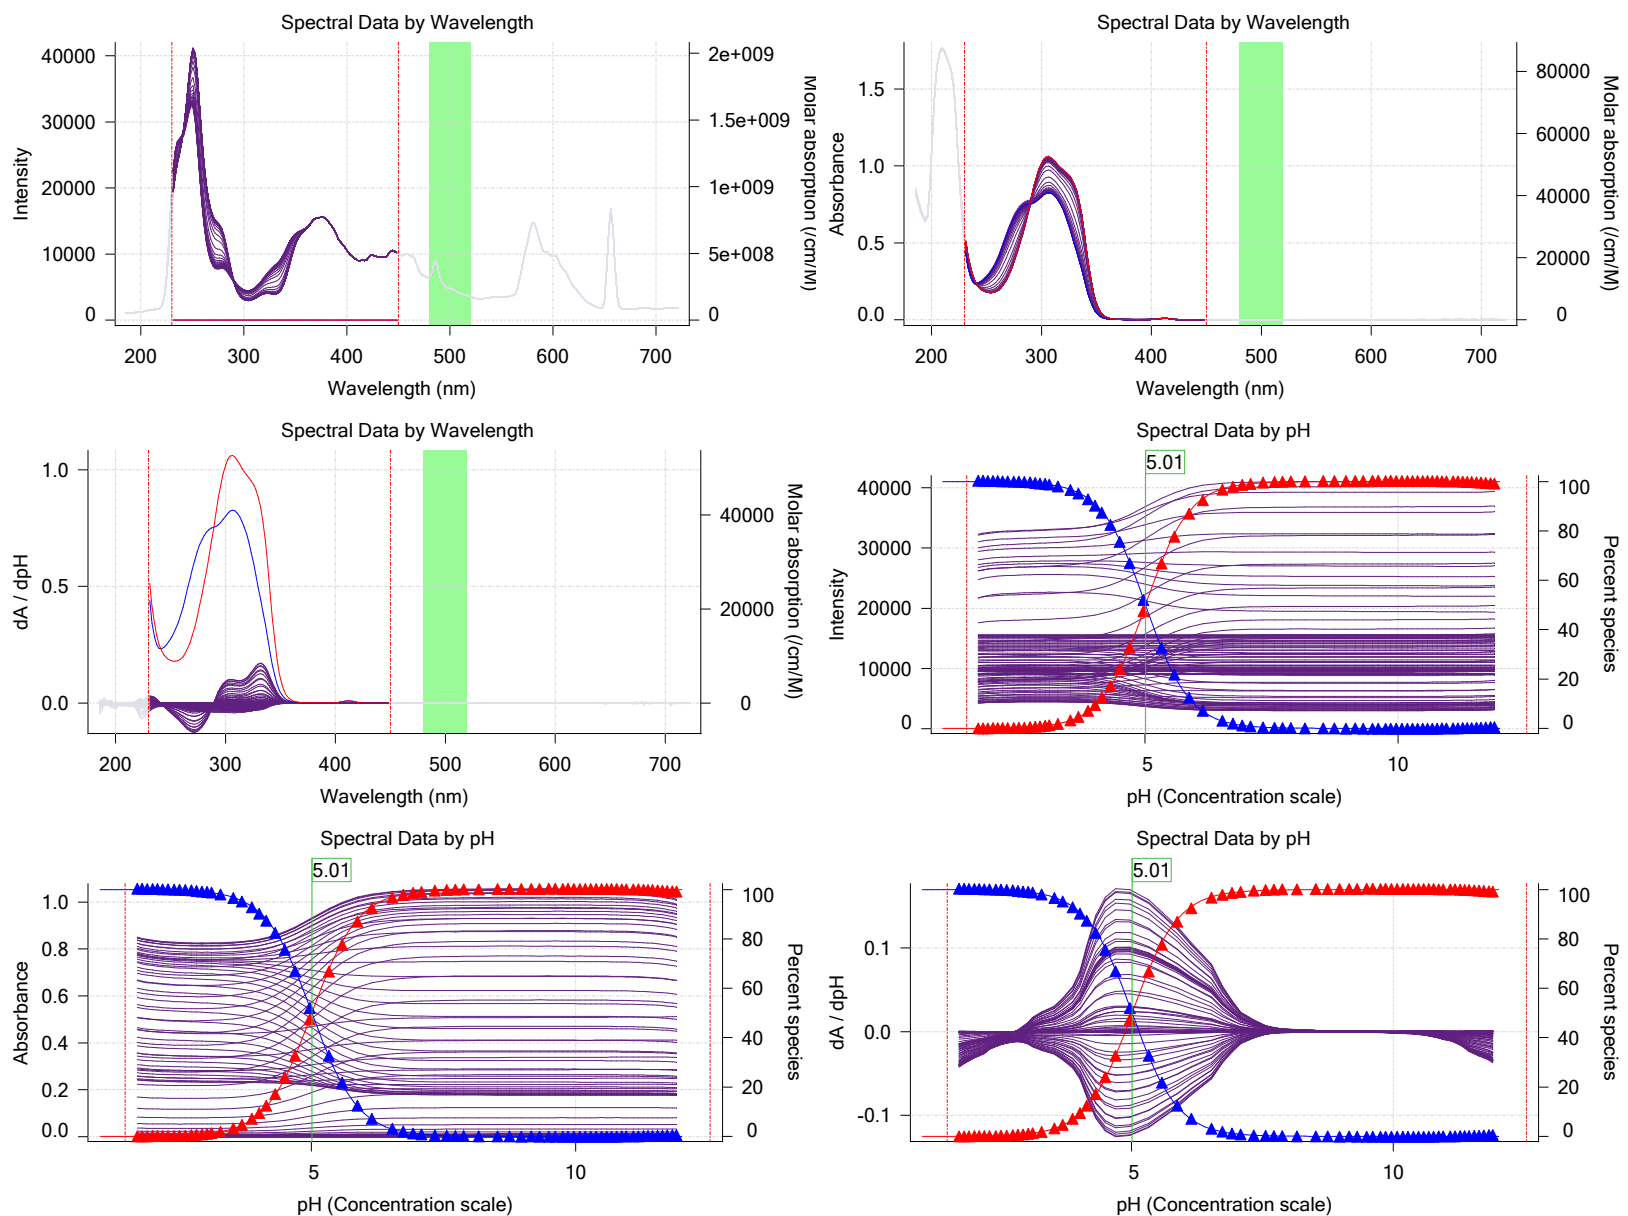 Spectral Data by Wavelength
40000
30000
20000
10000
0
Intensity
2e+009
1.5e+009
1e+009
5e+008
0
Molar absorption (/cm/M)
200 300 400 500 600 700
Wavelength (nm)
Spectral Data by Wavelength
1.5
1.0
0.5
0.0
Absorbance
80000
60000
40000
20000
0
Molar absorption (/cm/M)
200 300 400 500 600 700
Wavelength (nm)
Spectral Data by Wavelength
1.0
0.5
0.0
dA / dpH
40000
20000
0
Molar absorption (/cm/M)
200 300 400 500 600 700
Wavelength (nm)
Spectral Data by pH
5.01
40000
30000
20000
10000
0
Intensity
100
80
60
40
20
0
Percent species
5 10
pH (Concentration scale)
Spectral Data by pH
5.01
1.0
0.8
0.6
0.4
0.2
0.0
Absorbance
100
80
60
40
20
0
Percent species
5 10
pH (Concentration scale)
Spectral Data by pH
5.01
0.1
0.0
-0.1
dA / dpH
100
80
60
40
20
0
Percent species
5 10
pH (Concentration scale)